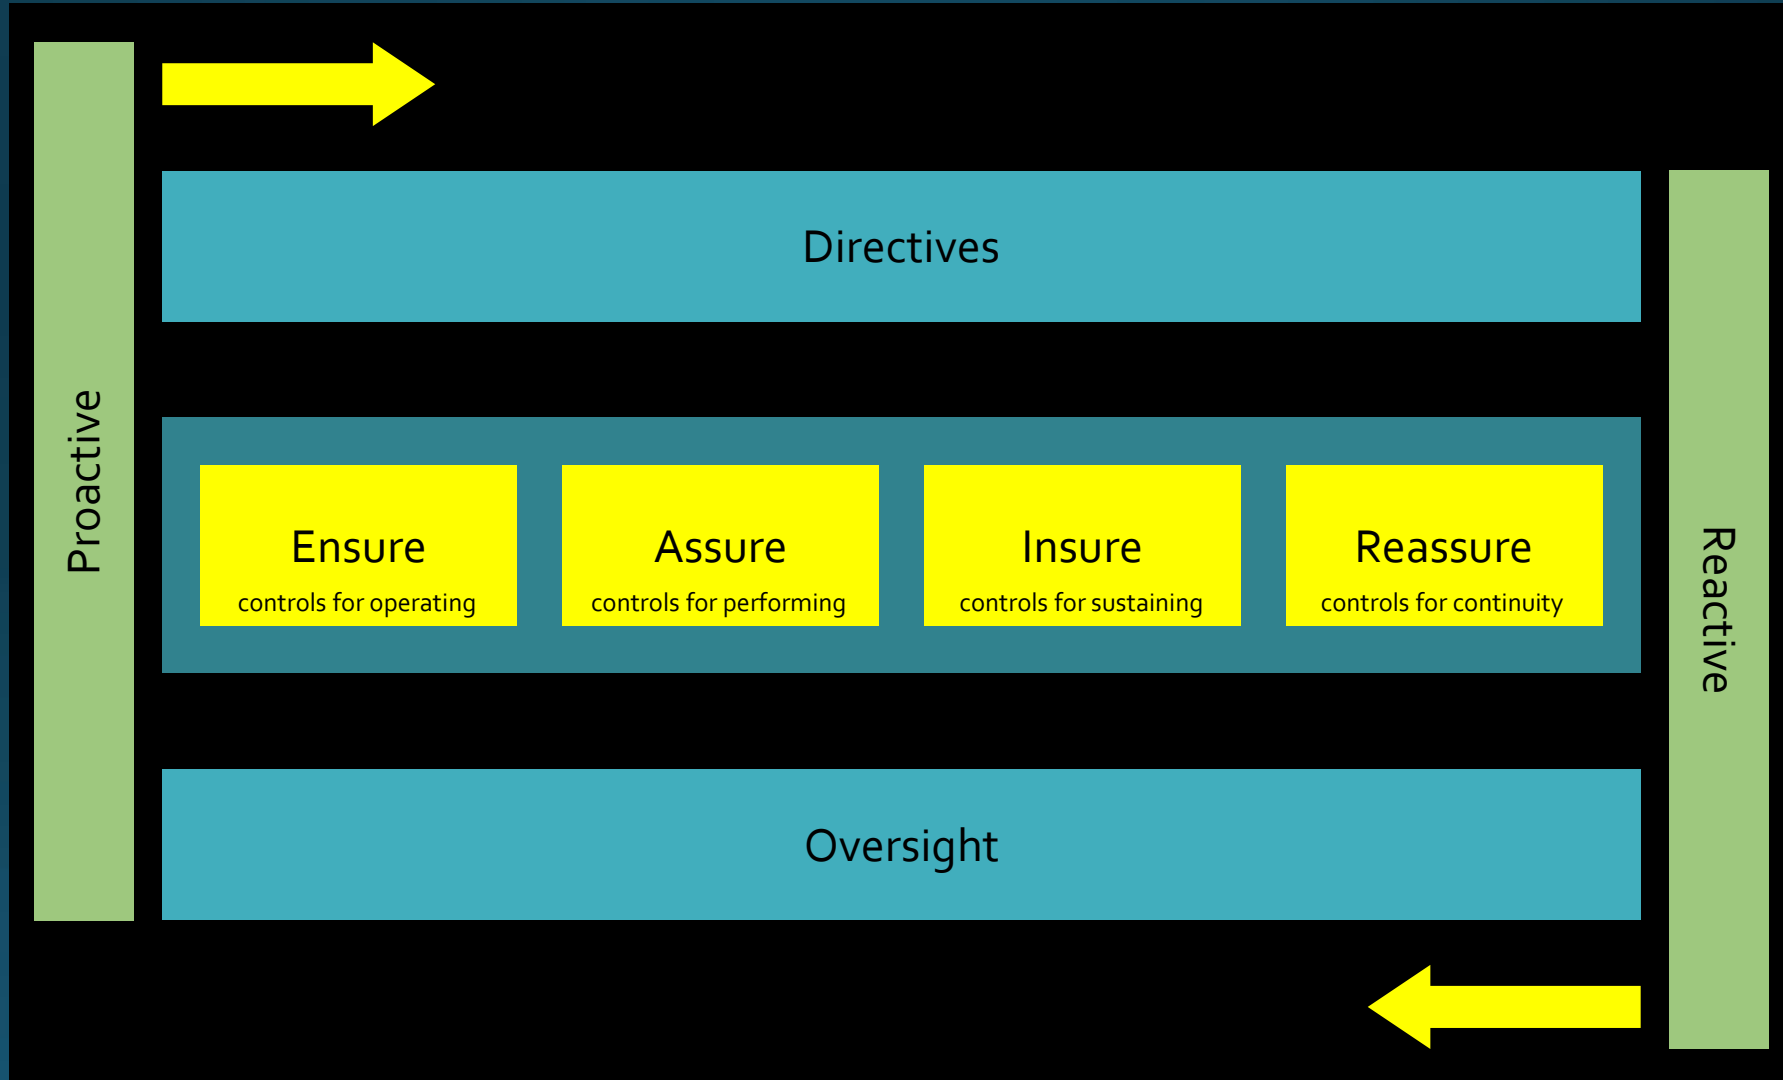 Proactive
Directives
Ensure
controls for operating
Assure
controls for performing
Insure
controls for sustaining
Reassure
controls for continuity
Oversight
Reactive